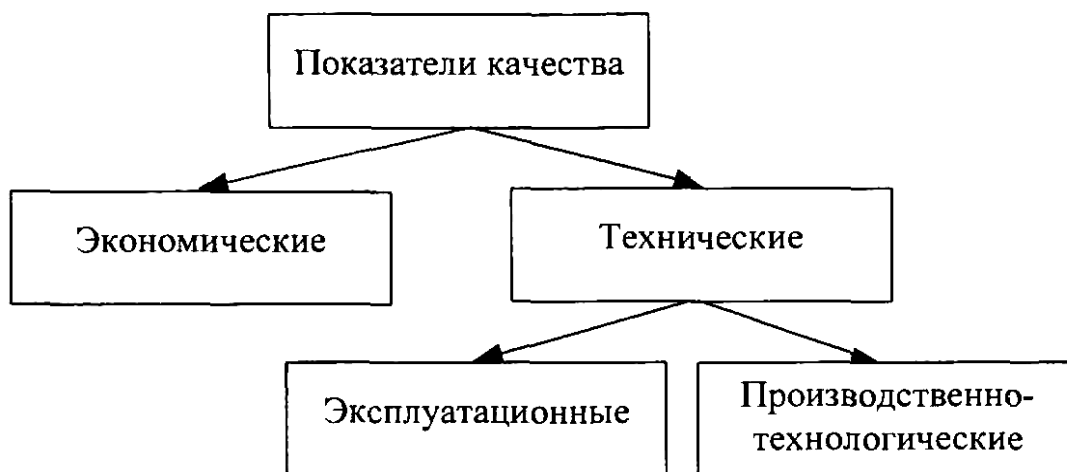 Показатели качества
Экономические
Технические
Эксплуатационные
Производственно-
технологические